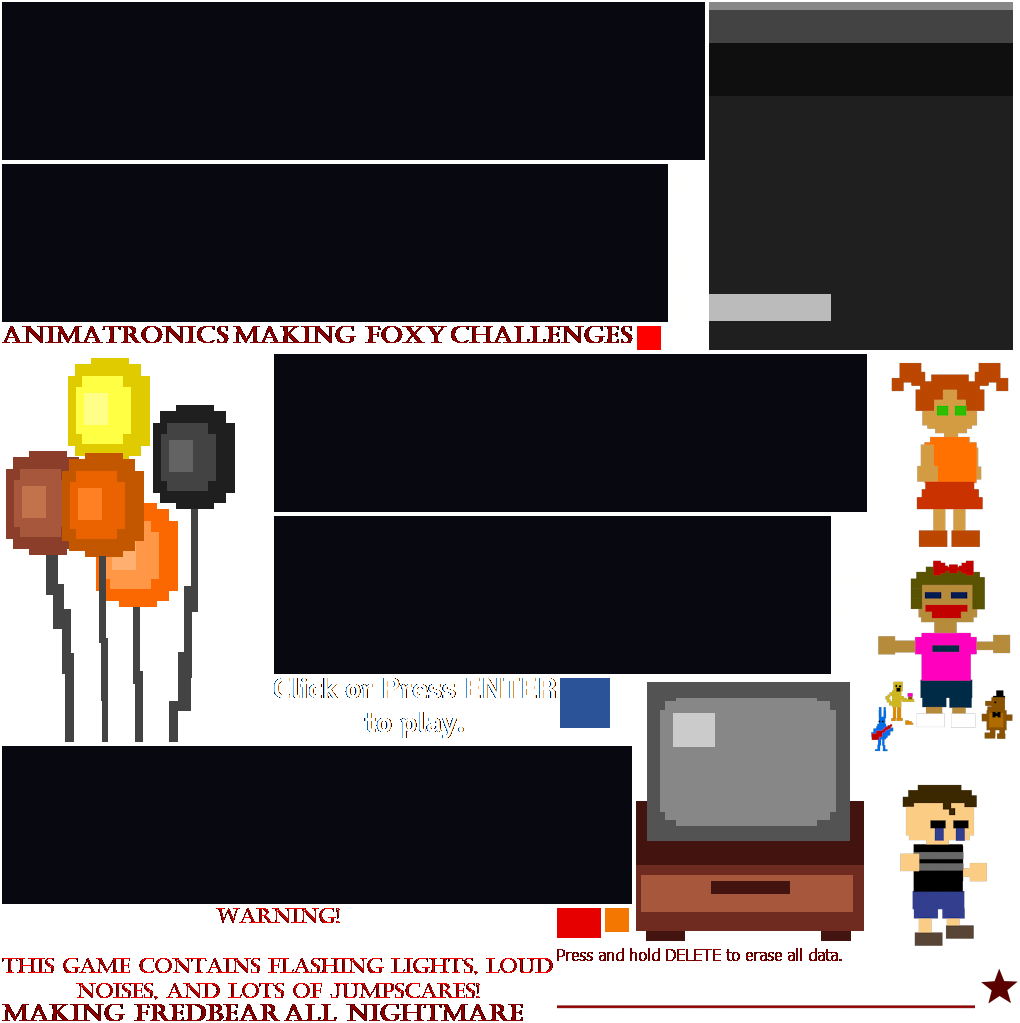 ANIMATRONICS MAKING FOXY CHALLENGES
Click or Press ENTER
to play.
WARNING!
THIS GAME CONTAINS FLASHING LIGHTS, LOUD
NOISES, AND LOTS OF JUMPSCARES!
MAKING FREDBEAR ALL NIGHTMARE
Press and hold DELETE to erase all data.